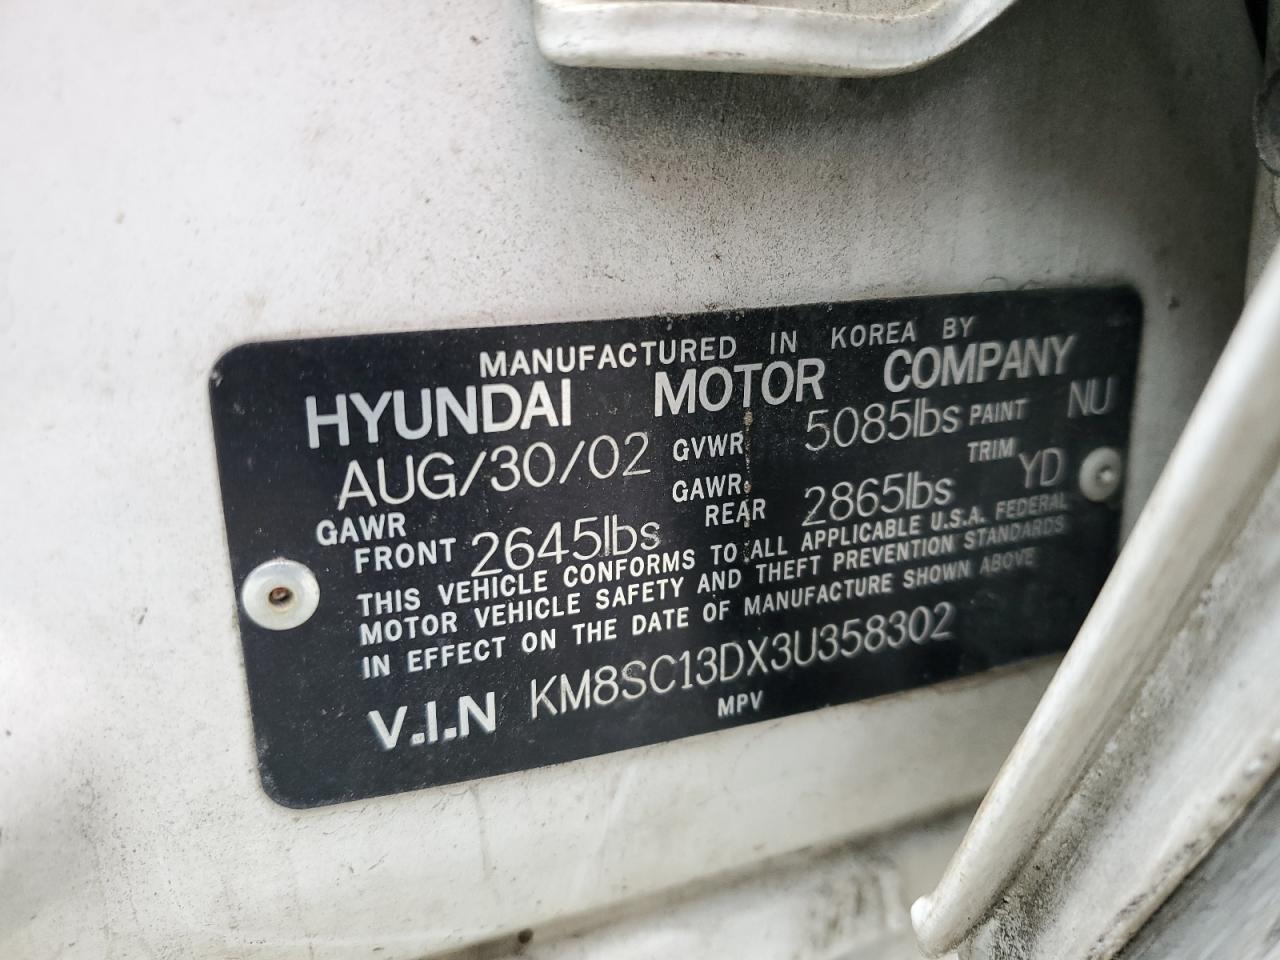 MANUFACTURED IN KOREA BY
HYUNDAI MOTOR COMPANY
AUG/30/02 GVWR 5085lbs PAINT NU
GAWR FRONT 2645lbs GAWR REAR 2865lbs TRIM YD
THIS VEHICLE CONFORMS TO ALL APPLICABLE U.S.A. FEDERAL
MOTOR VEHICLE SAFETY AND THEFT PREVENTION STANDARDS
IN EFFECT ON THE DATE OF MANUFACTURE SHOWN ABOVE
V.I.N KM8SC13DX3U358302
MPV